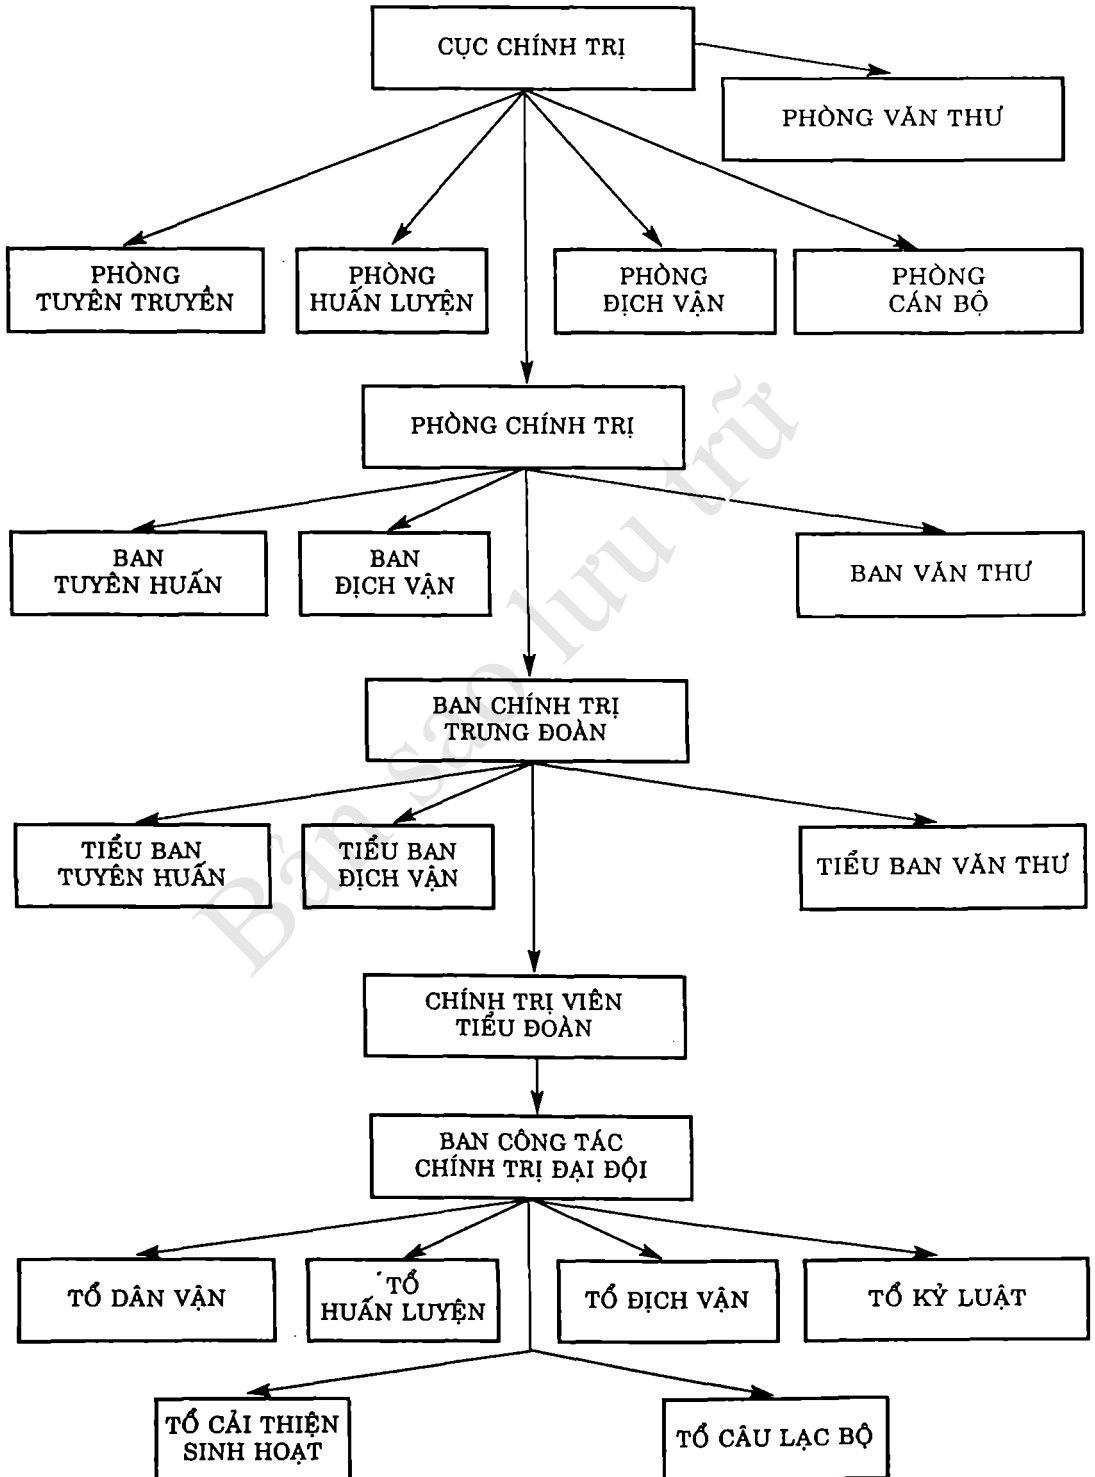 CỤC CHÍNH TRỊ
PHÒNG VĂN THƯ
PHÒNG
TUYÊN TRUYỀN
PHÒNG
HUẤN LUYỆN
PHÒNG
ĐỊCH VẬN
PHÒNG
CÁN BỘ
PHÒNG CHÍNH TRỊ
BAN
TUYÊN HUẤN
BAN
ĐỊCH VẬN
BAN VĂN THƯ
BAN CHÍNH TRỊ
TRUNG ĐOÀN
TIỂU BAN
TUYÊN HUẤN
TIỂU BAN
ĐỊCH VẬN
TIỂU BAN VĂN THƯ
CHÍNH TRỊ VIÊN
TIỂU ĐOÀN
BAN CÔNG TÁC
CHÍNH TRỊ ĐẠI ĐỘI
TỔ DÂN VẬN
TỔ
HUẤN LUYỆN
TỔ ĐỊCH VẬN
TỔ KỶ LUẬT
TỔ CẢI THIỆN
SINH HOẠT
TỔ CÂU LẠC BỘ
Bản sao lưu trữ